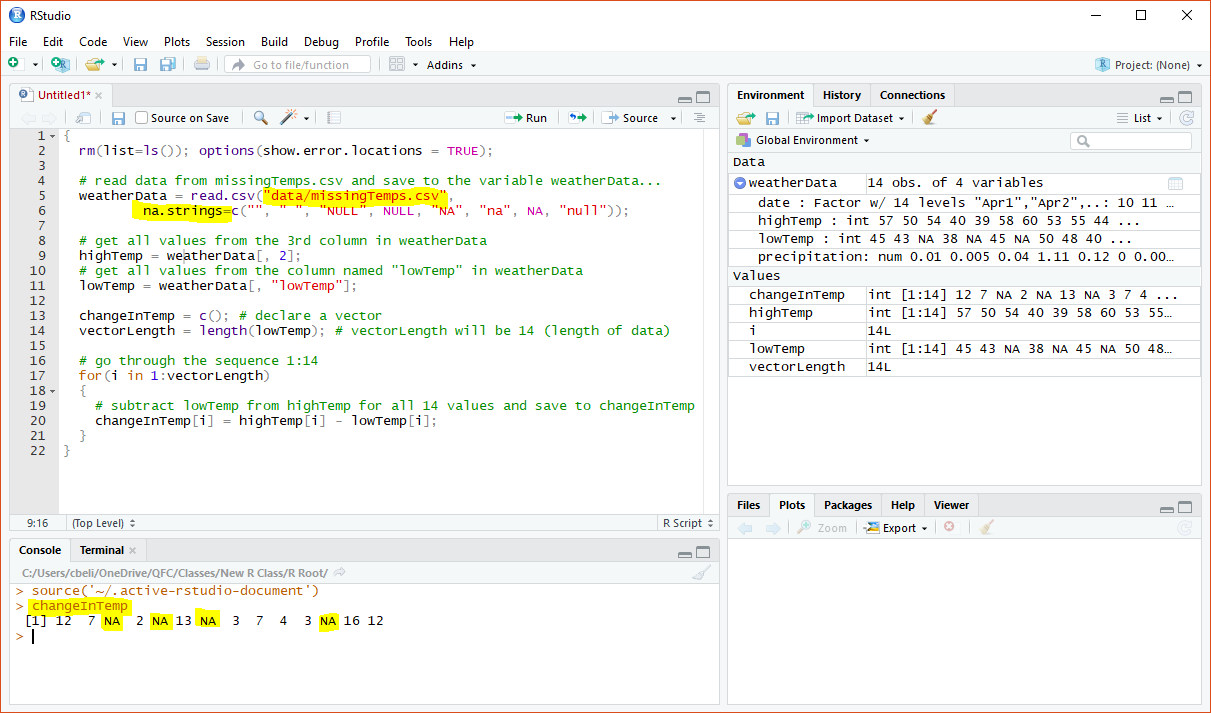 RStudio
File Edit Code View Plots Session Build Debug Profile Tools Help
Go to file/function Addins Project: (None)
Untitled1*
Source on Save Run Source
1 {
2 rm(list=ls()); options(show.error.locations = TRUE);
3
4 # read data from missingTemps.csv and save to the variable weatherData...
5 weatherData = read.csv("data/missingTemps.csv",
6 na.strings=c("", " ", "NULL", NULL, "NA", "na", NA, "null"));
7
8 # get all values from the 3rd column in weatherData
9 highTemp = weatherData[, 2];
10 # get all values from the column named "lowTemp" in weatherData
11 lowTemp = weatherData[, "lowTemp"];
12
13 changeInTemp = c(); # declare a vector
14 vectorLength = length(lowTemp); # vectorLength will be 14 (length of data)
15
16 # go through the sequence 1:14
17 for(i in 1:vectorLength)
18 {
19 # subtract lowTemp from highTemp for all 14 values and save to changeInTemp
20 changeInTemp[i] = highTemp[i] - lowTemp[i];
21 }
22 }
9:16 (Top Level) R Script
Console Terminal
C:/Users/cbeli/OneDrive/QFC/Classes/New R Class/R Root/
> source('~/.active-rstudio-document')
> changeInTemp
[1] 12 7 NA 2 NA 13 NA 3 7 4 3 NA 16 12
>
Environment History Connections
Import Dataset List
Global Environment
Data
weatherData 14 obs. of 4 variables
date : Factor w/ 14 levels "Apr1","Apr2",..: 10 11 ...
highTemp : int 57 50 54 40 39 58 60 53 55 44 ...
lowTemp : int 45 43 NA 38 NA 45 NA 50 48 40 ...
precipitation: num 0.01 0.005 0.04 1.11 0.12 0 0.00...
Values
changeInTemp int [1:14] 12 7 NA 2 NA 13 NA 3 7 4 ...
highTemp int [1:14] 57 50 54 40 39 58 60 53 55...
i 14L
lowTemp int [1:14] 45 43 NA 38 NA 45 NA 50 48...
vectorLength 14L
Files Plots Packages Help Viewer
Zoom Export